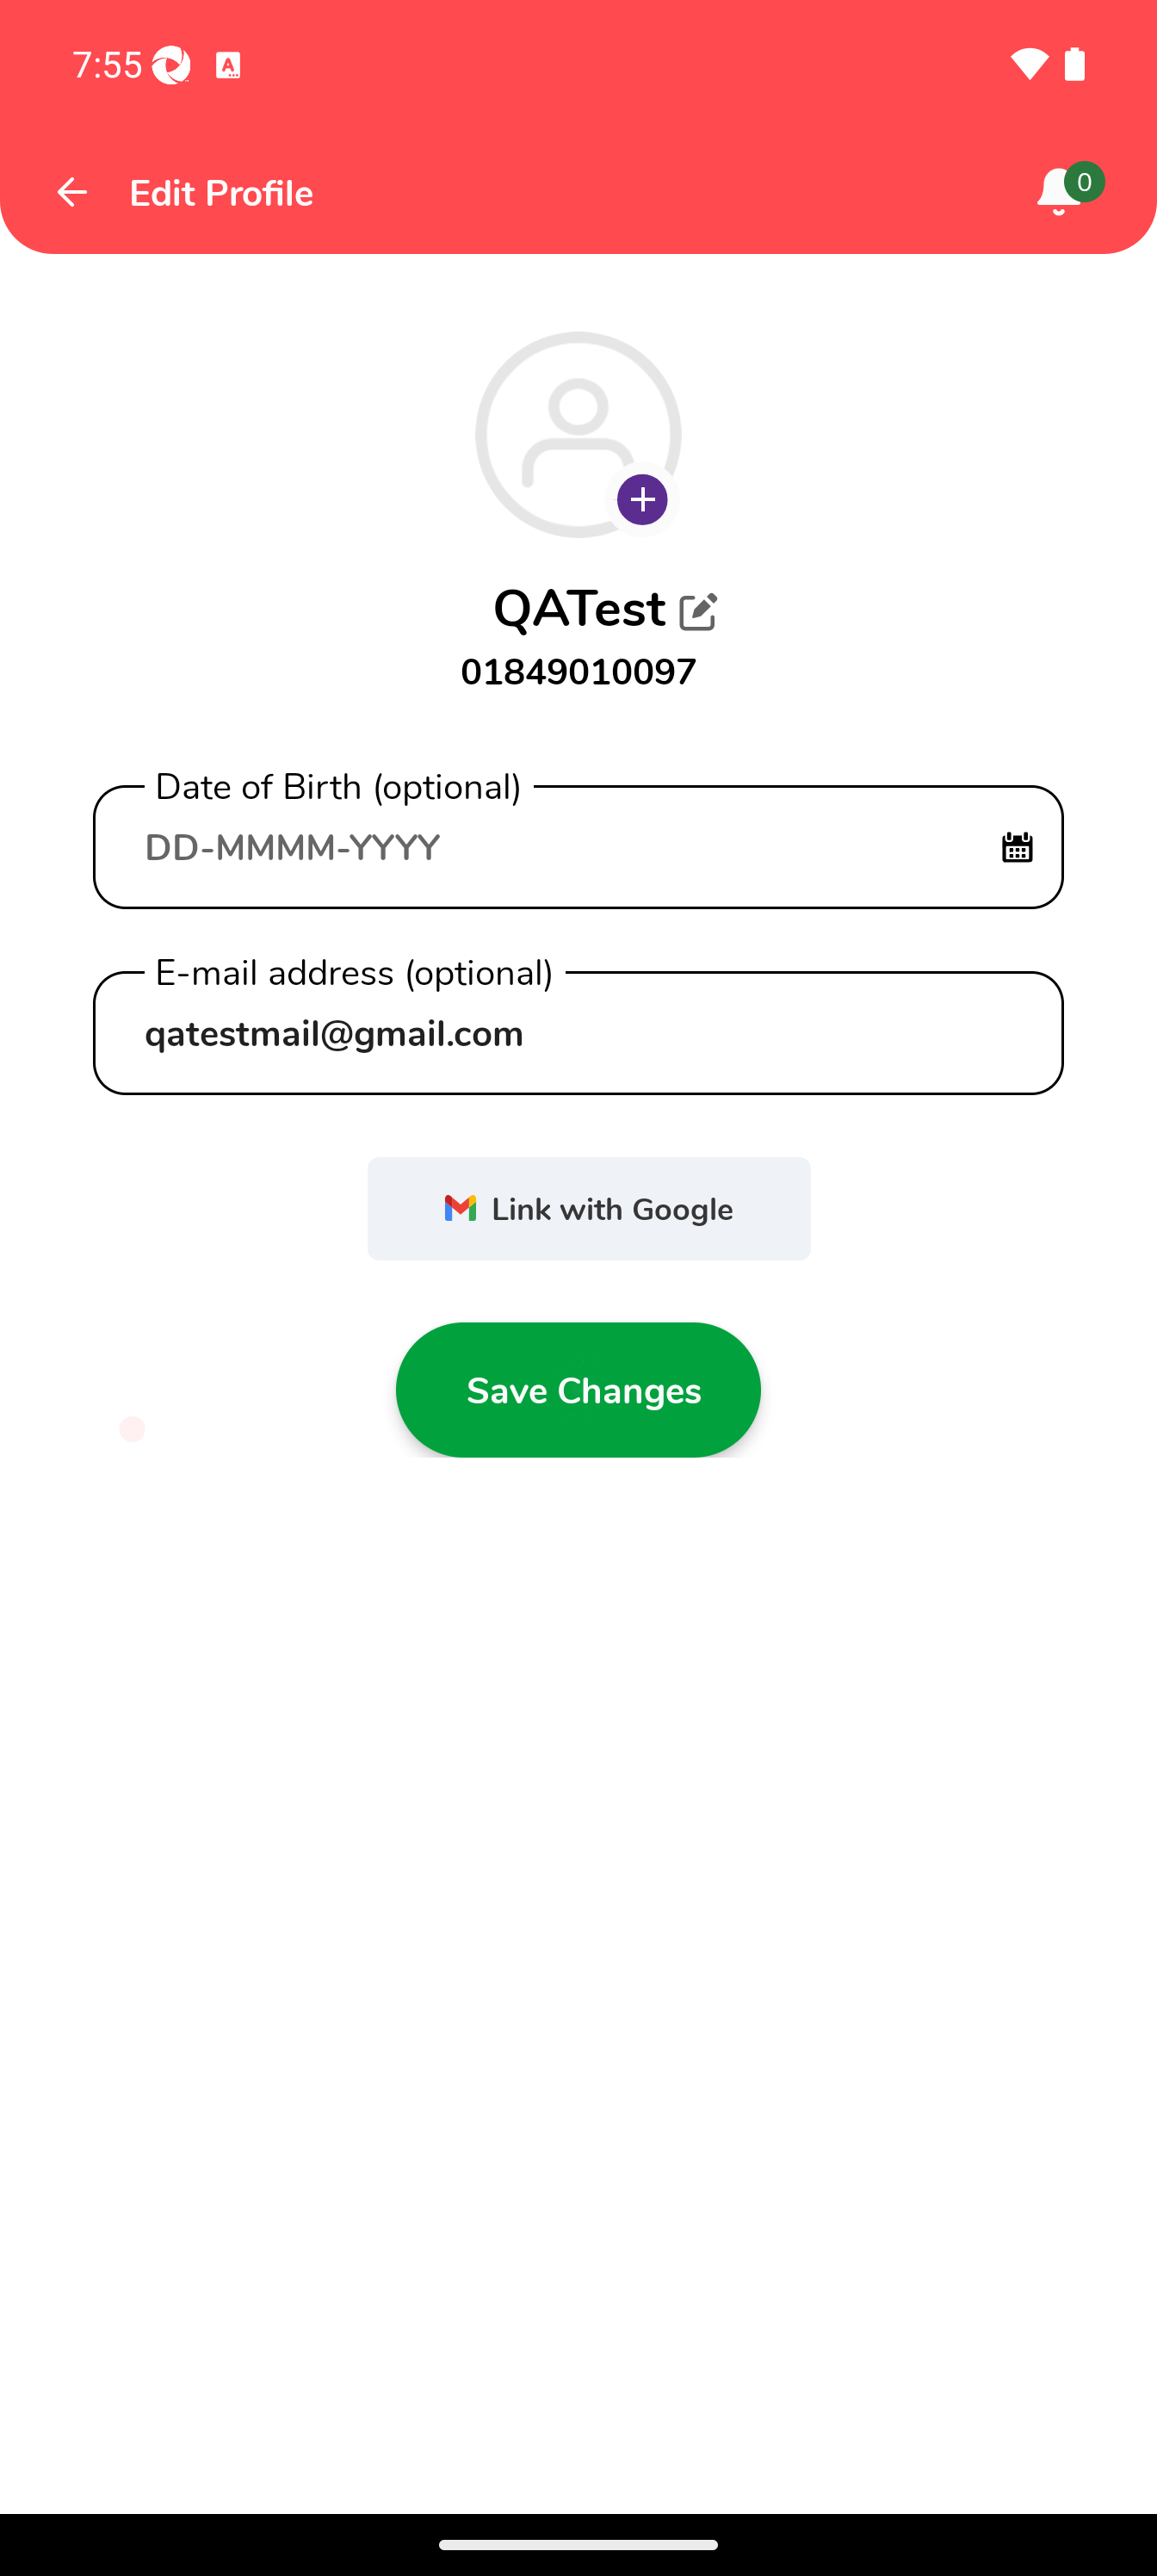 7:55
Edit Profile
0
QATest
01849010097
Date of Birth (optional)
DD-MMMM-YYYY
E-mail address (optional)
qatestmail@gmail.com
Link with Google
Save Changes